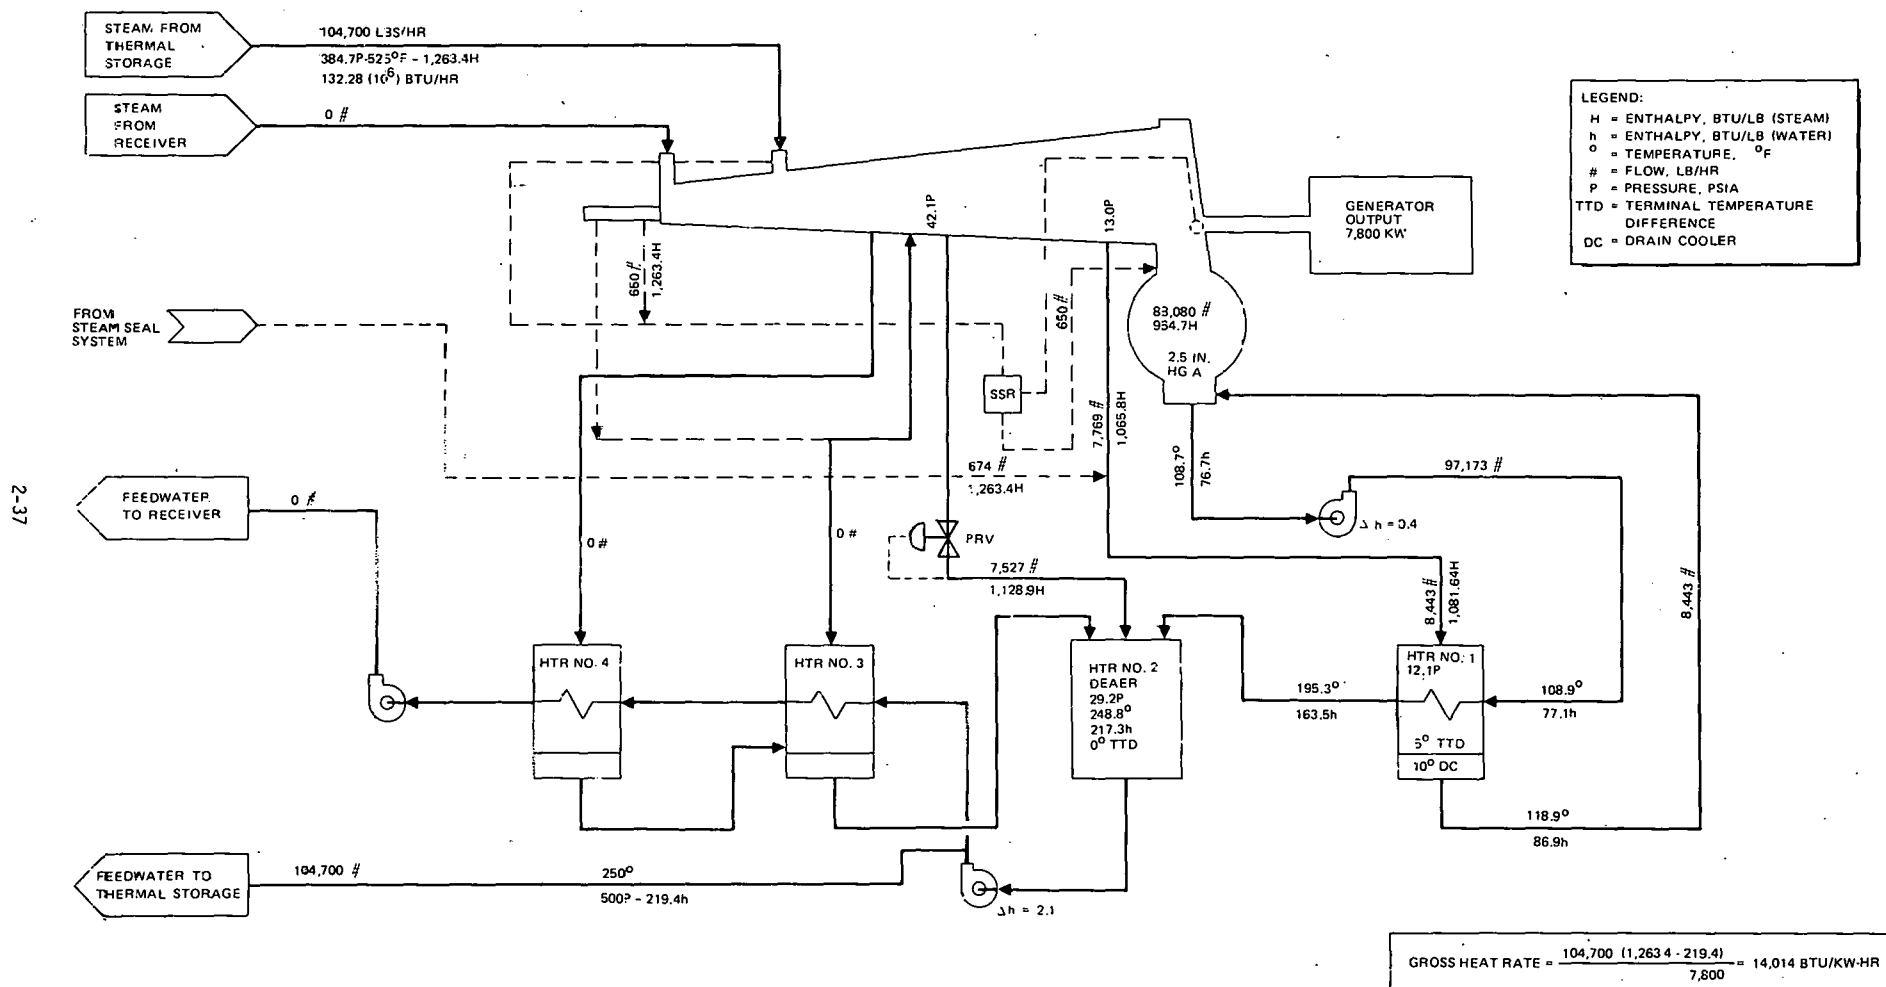 STEAM FROM
THERMAL
STORAGE
104,700 LBS/HR
384.7P-525°F - 1,263.4H
132.28 (10⁶) BTU/HR
STEAM
FROM
RECEIVER
0 #
LEGEND:
H = ENTHALPY, BTU/LB (STEAM)
h = ENTHALPY, BTU/LB (WATER)
° = TEMPERATURE, °F
# = FLOW, LB/HR
P = PRESSURE, PSIA
TTD = TERMINAL TEMPERATURE
DIFFERENCE
DC = DRAIN COOLER
GENERATOR
OUTPUT
7,800 KW
42.1P
13.0P
650 #
1,263.4H
FROM
STEAM SEAL
SYSTEM
650 #
88,080 #
964.7H
2.5 IN.
HG A
SSR
7,769 #
1,065.8H
108.7°
76.7h
674 #
1,263.4H
97,173 #
Δh = 0.4
2-37
FEEDWATER
TO RECEIVER
0 #
0 #
0 #
PRV
7,527 #
1,128.9H
8,443 #
1,081.64H
8,443 #
HTR NO. 4
HTR NO. 3
HTR NO. 2
DEAER
29.2P
248.8°
217.3h
0° TTD
195.3°
163.5h
HTR NO. 1
12.1P
5° TTD
10° DC
108.9°
77.1h
118.9°
86.9h
FEEDWATER TO
THERMAL STORAGE
104,700 #
250°
500P - 219.4h
Δh = 2.1
GROSS HEAT RATE = 104,700 (1,263.4 - 219.4) / 7,800 = 14,014 BTU/KW-HR